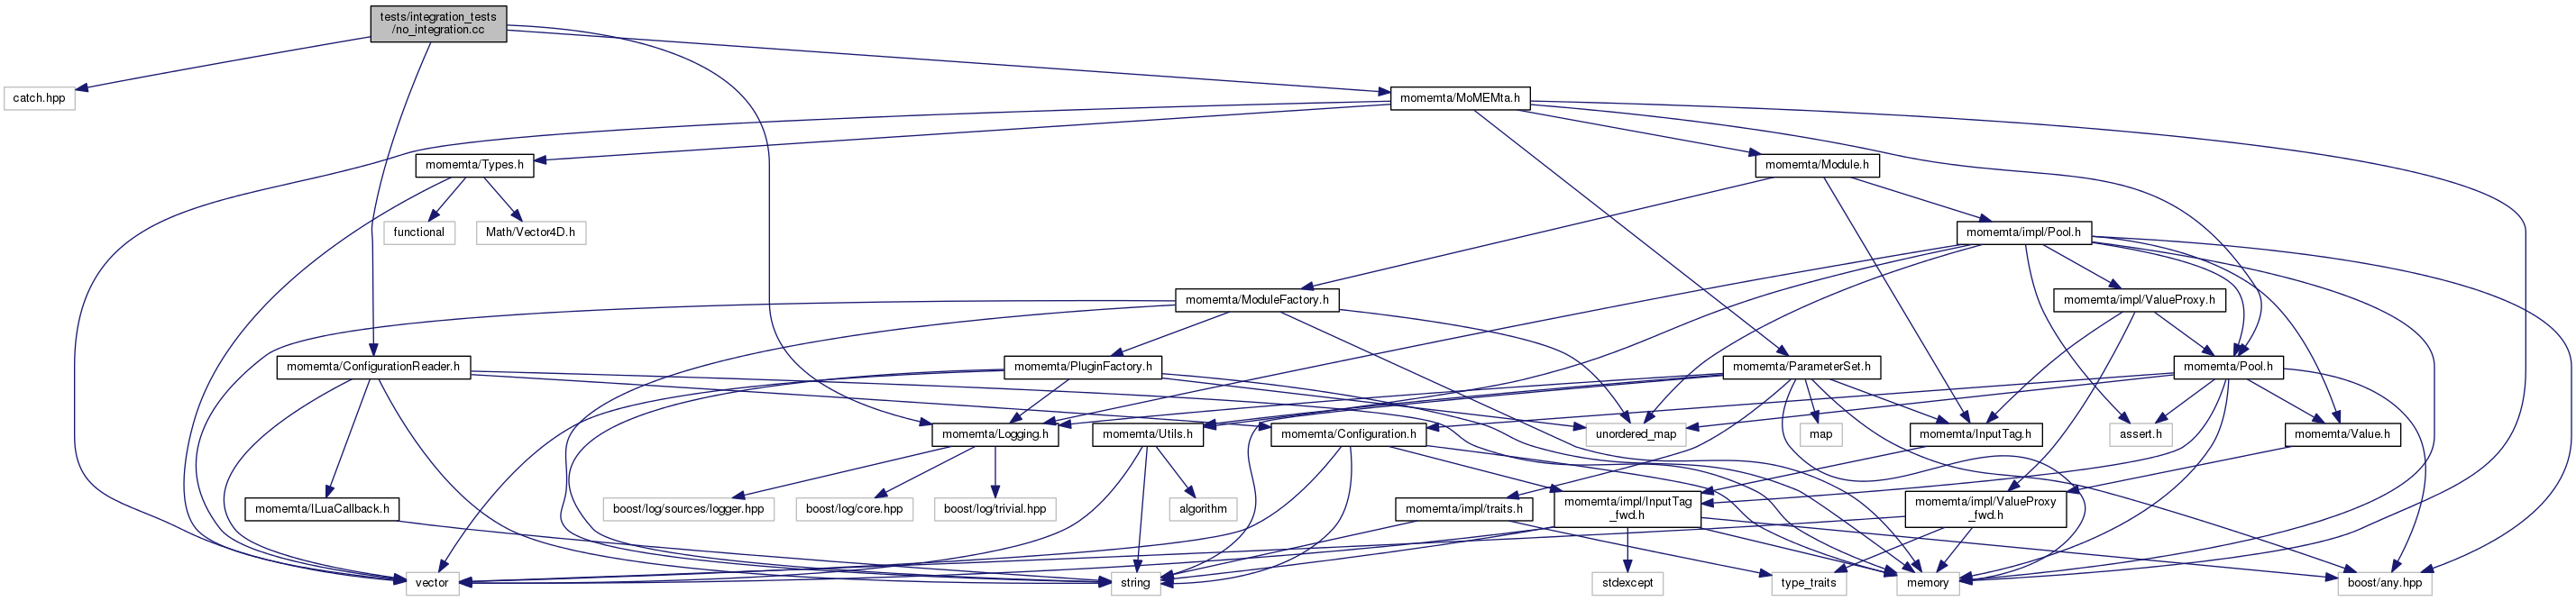 tests/integration_tests
/no_integration.cc
catch.hpp
momemta/MoMEMta.h
momemta/Types.h
momemta/Module.h
functional
Math/Vector4D.h
momemta/impl/Pool.h
momemta/ModuleFactory.h
momemta/impl/ValueProxy.h
momemta/ConfigurationReader.h
momemta/PluginFactory.h
momemta/ParameterSet.h
momemta/Pool.h
momemta/Logging.h
momemta/Utils.h
momemta/Configuration.h
unordered_map
map
momemta/InputTag.h
assert.h
momemta/Value.h
momemta/ILuaCallback.h
boost/log/sources/logger.hpp
boost/log/core.hpp
boost/log/trivial.hpp
algorithm
momemta/impl/traits.h
momemta/impl/InputTag
_fwd.h
momemta/impl/ValueProxy
_fwd.h
vector
string
stdexcept
type_traits
memory
boost/any.hpp